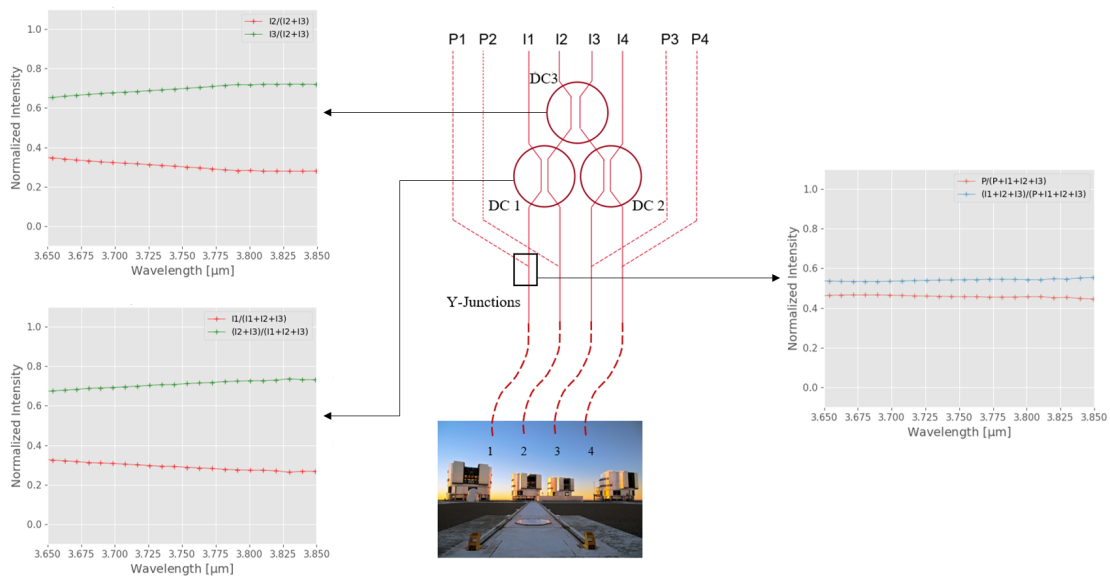 I2/(I2+I3)
I3/(I2+I3)
Normalized Intensity
1.0
0.8
0.6
0.4
0.2
0.0
3.650 3.675 3.700 3.725 3.750 3.775 3.800 3.825 3.850
Wavelength [μm]
I1/(I1+I2+I3)
(I2+I3)/(I1+I2+I3)
Normalized Intensity
1.0
0.8
0.6
0.4
0.2
0.0
3.650 3.675 3.700 3.725 3.750 3.775 3.800 3.825 3.850
Wavelength [μm]
P1 P2 I1 I2 I3 I4 P3 P4
DC3
DC 1 DC 2
Y-Junctions
1 2 3 4
P/(P+I1+I2+I3)
(I1+I2+I3)/(P+I1+I2+I3)
Normalized Intensity
1.0
0.8
0.6
0.4
0.2
0.0
3.650 3.675 3.700 3.725 3.750 3.775 3.800 3.825 3.850
Wavelength [μm]